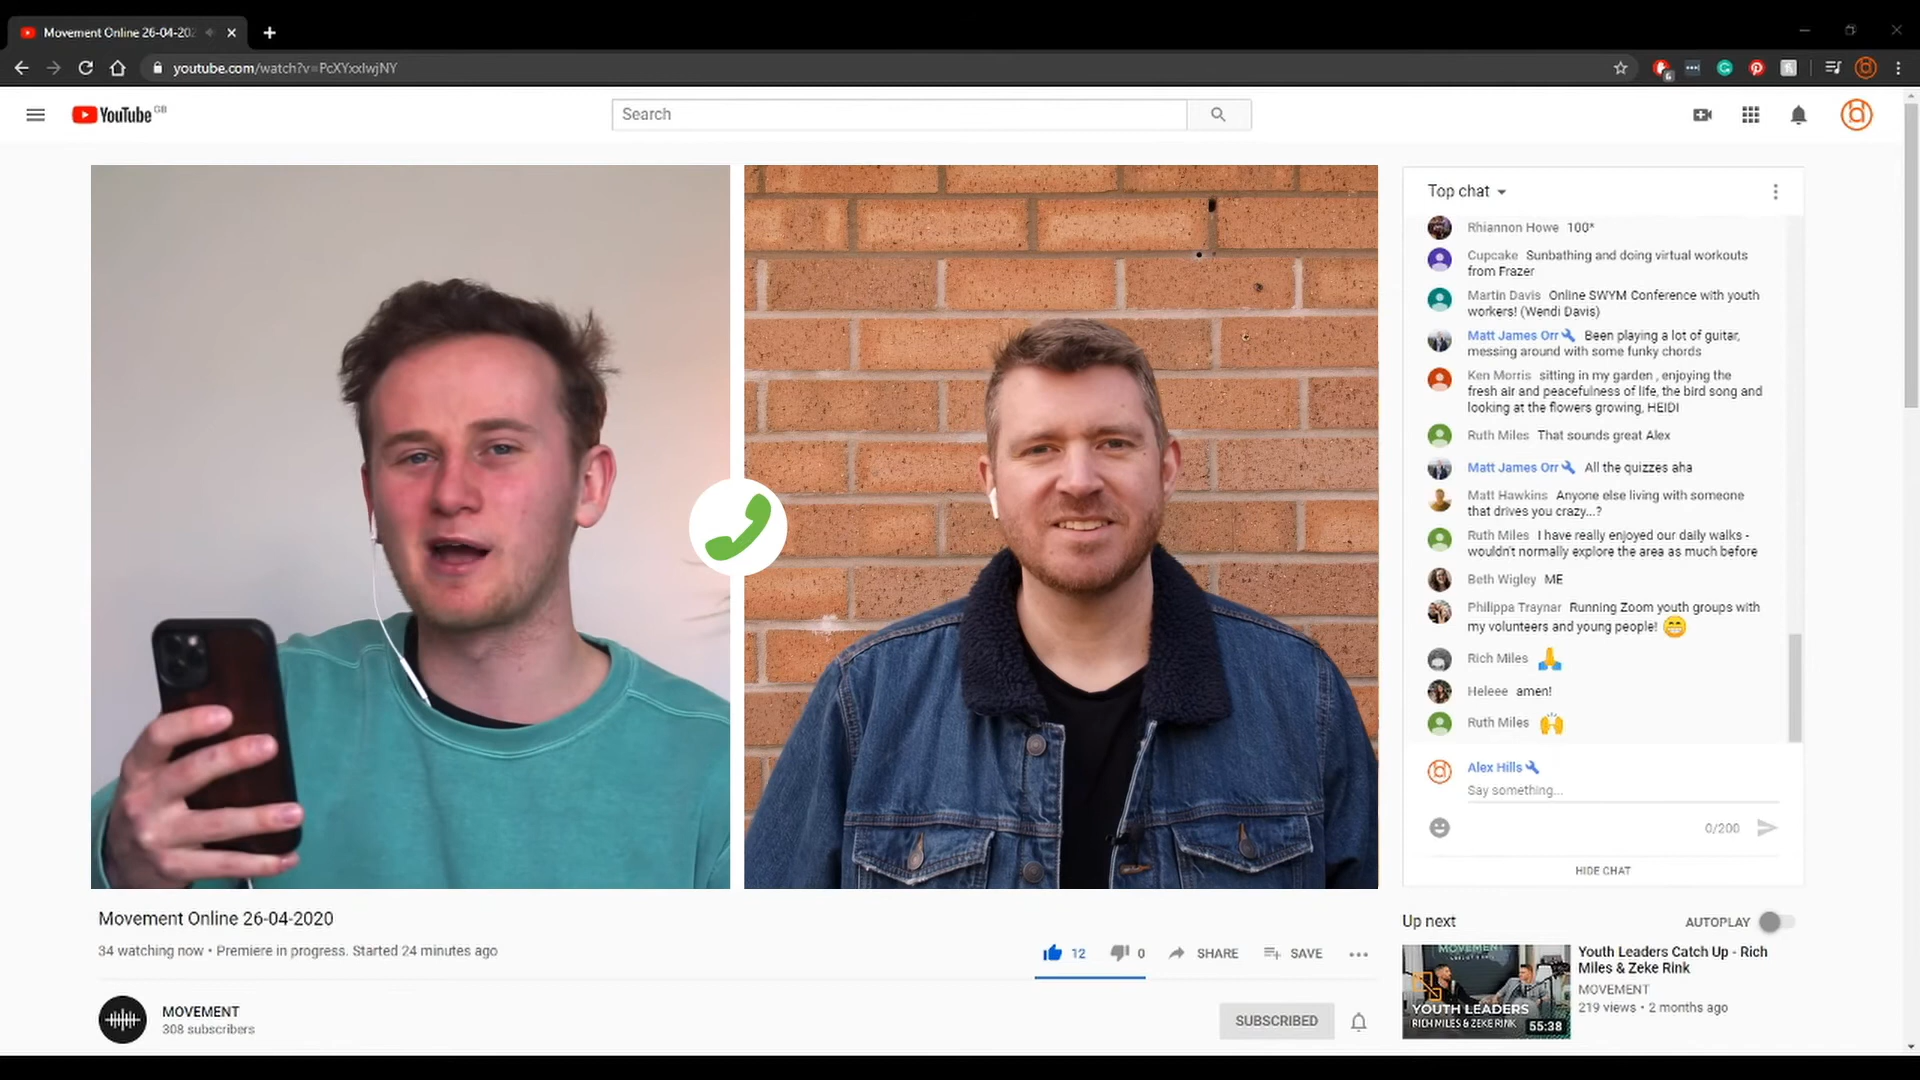 Movement Online 26-04-202
youtube.com/watch?v=PcXYxxIwjNY
YouTube GB
Search
Top chat
Rhiannon Howe 100*
Cupcake Sunbathing and doing virtual workouts
from Frazer
Martin Davis Online SWYM Conference with youth
workers! (Wendi Davis)
Matt James Orr Been playing a lot of guitar,
messing around with some funky chords
Ken Morris sitting in my garden , enjoying the
fresh air and peacefulness of life, the bird song and
looking at the flowers growing, HEIDI
Ruth Miles That sounds great Alex
Matt James Orr All the quizzes aha
Matt Hawkins Anyone else living with someone
that drives you crazy...?
Ruth Miles I have really enjoyed our daily walks -
wouldn't normally explore the area as much before
Beth Wigley ME
Philippa Traynar Running Zoom youth groups with
my volunteers and young people! 😁
Rich Miles 🙏
Heleee amen!
Ruth Miles 🙌
Alex Hills
Say something...
0/200
HIDE CHAT
Movement Online 26-04-2020
34 watching now • Premiere in progress. Started 24 minutes ago
12 0 SHARE SAVE
MOVEMENT
308 subscribers
SUBSCRIBED
Up next AUTOPLAY
MOVEMENT
YOUTH LEADERS
RICH MILES & ZEKE RINK
55:38
Youth Leaders Catch Up - Rich
Miles & Zeke Rink
MOVEMENT
219 views • 2 months ago